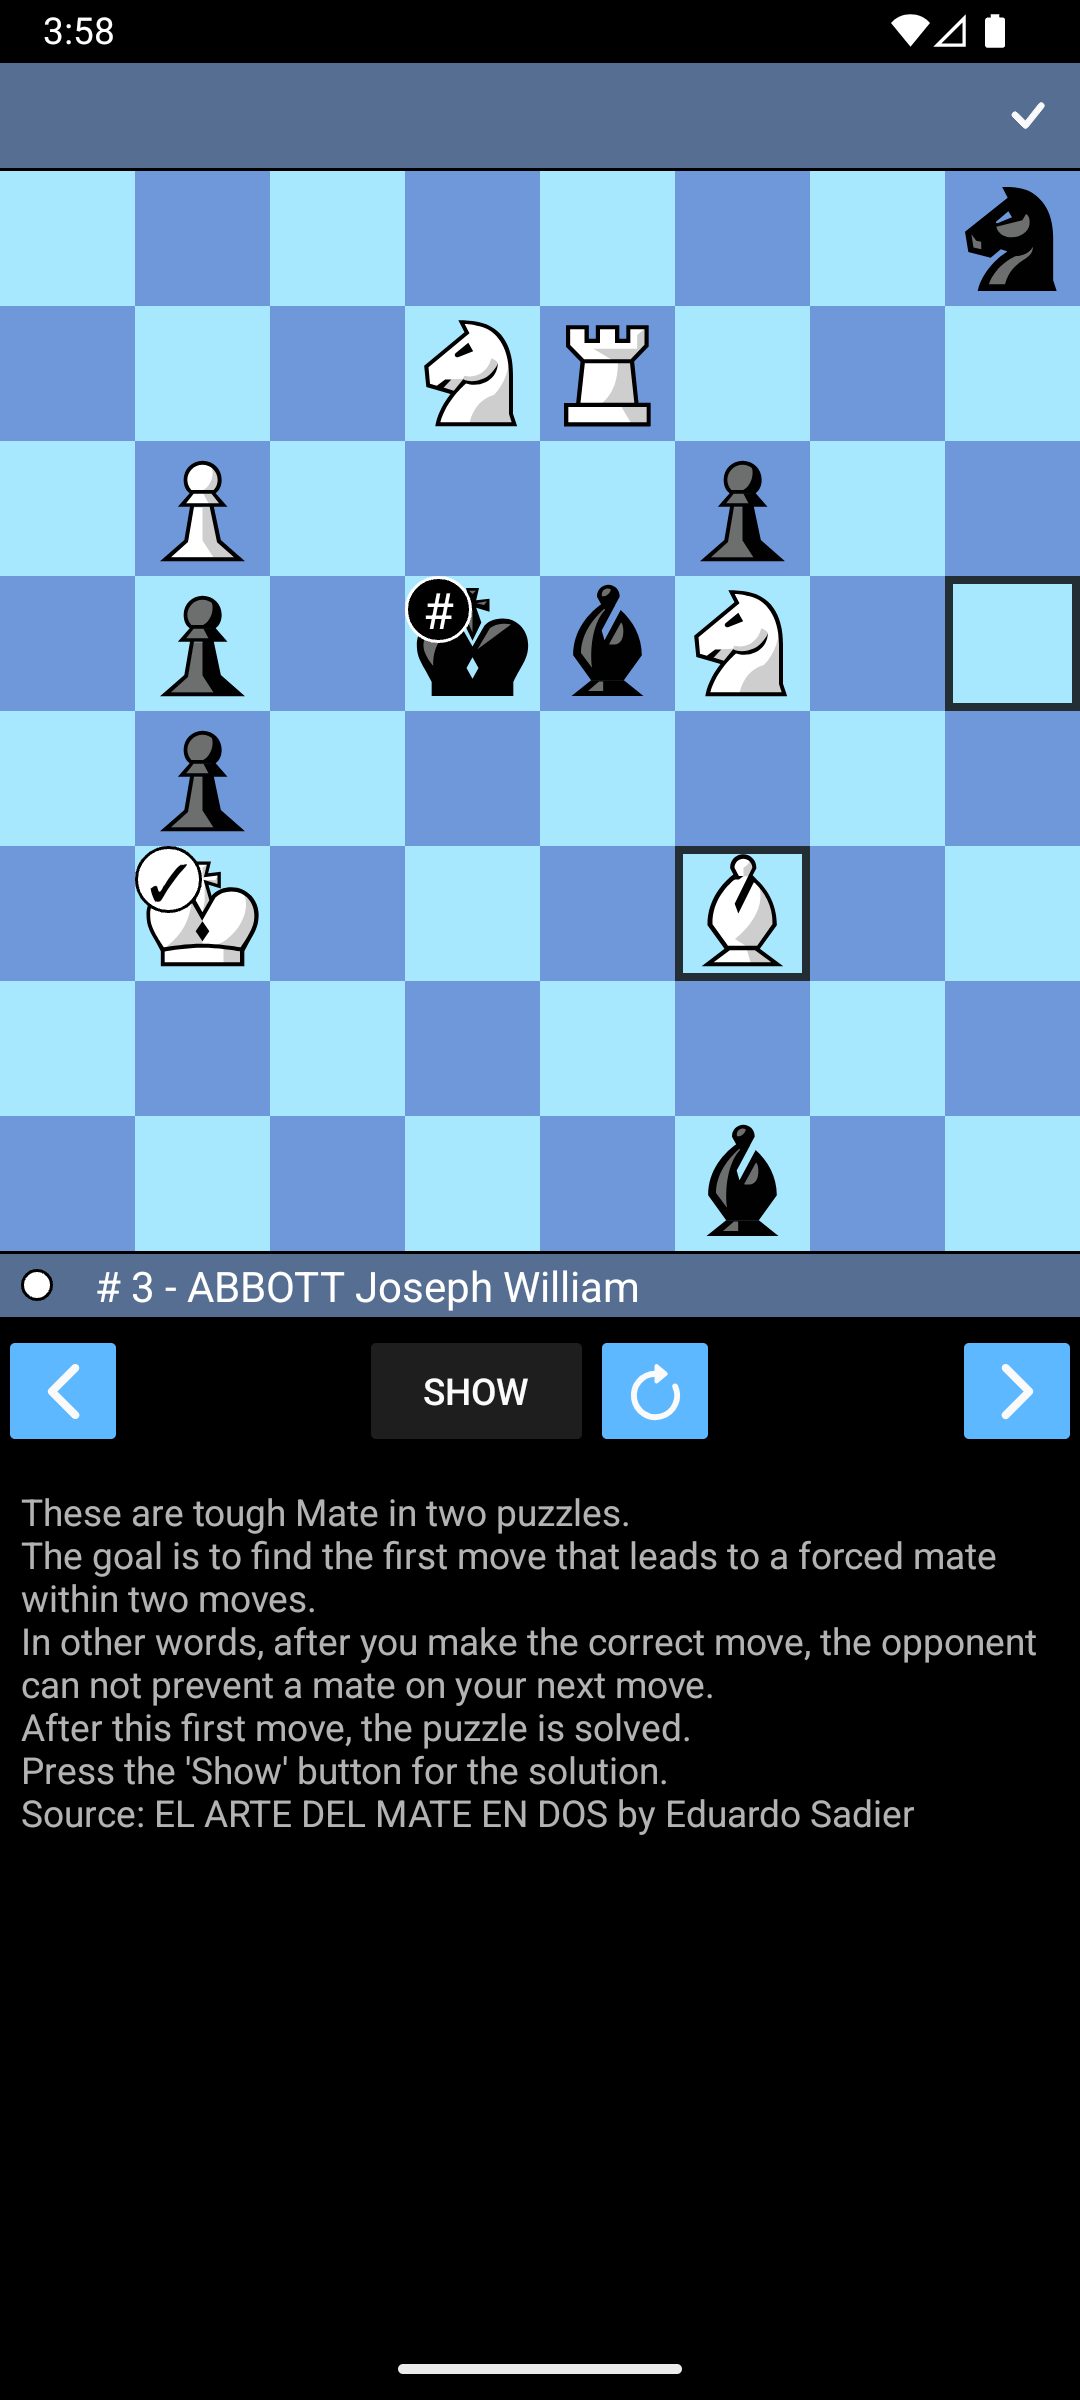 3:58
#
✓
# 3 - ABBOTT Joseph William
SHOW
These are tough Mate in two puzzles.
The goal is to find the first move that leads to a forced mate
within two moves.
In other words, after you make the correct move, the opponent
can not prevent a mate on your next move.
After this first move, the puzzle is solved.
Press the 'Show' button for the solution.
Source: EL ARTE DEL MATE EN DOS by Eduardo Sadier